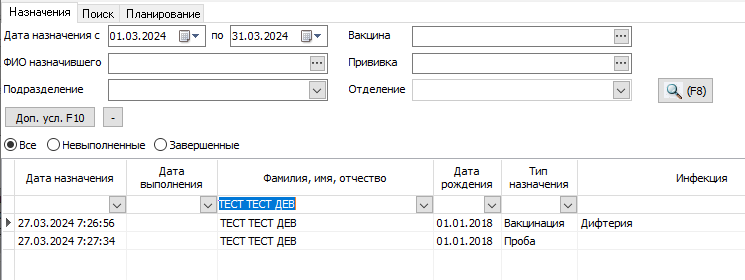 Назначения Поиск Планирование
Дата назначения с 01.03.2024 по 31.03.2024 Вакцина
ФИО назначившего Прививка
Подразделение Отделение (F8)
Доп. усл. F10 -
Все Невыполненные Завершенные
Дата назначения Дата выполнения Фамилия, имя, отчество Дата рождения Тип назначения Инфекция
ТЕСТ ТЕСТ ДЕВ
27.03.2024 7:26:56 ТЕСТ ТЕСТ ДЕВ 01.01.2018 Вакцинация Дифтерия
27.03.2024 7:27:34 ТЕСТ ТЕСТ ДЕВ 01.01.2018 Проба